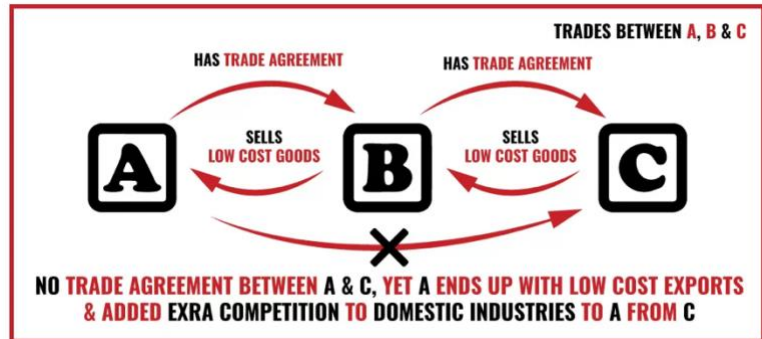 TRADES BETWEEN A, B & C
HAS TRADE AGREEMENT
HAS TRADE AGREEMENT
SELLS
LOW COST GOODS
SELLS
LOW COST GOODS
A
B
C
NO TRADE AGREEMENT BETWEEN A & C, YET A ENDS UP WITH LOW COST EXPORTS
& ADDED EXRA COMPETITION TO DOMESTIC INDUSTRIES TO A FROM C